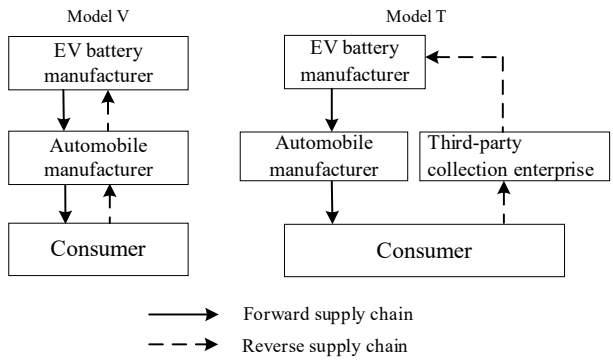 Model V
EV battery
manufacturer
Automobile
manufacturer
Consumer
Model T
EV battery
manufacturer
Automobile
manufacturer
Third-party
collection enterprise
Consumer
Forward supply chain
Reverse supply chain